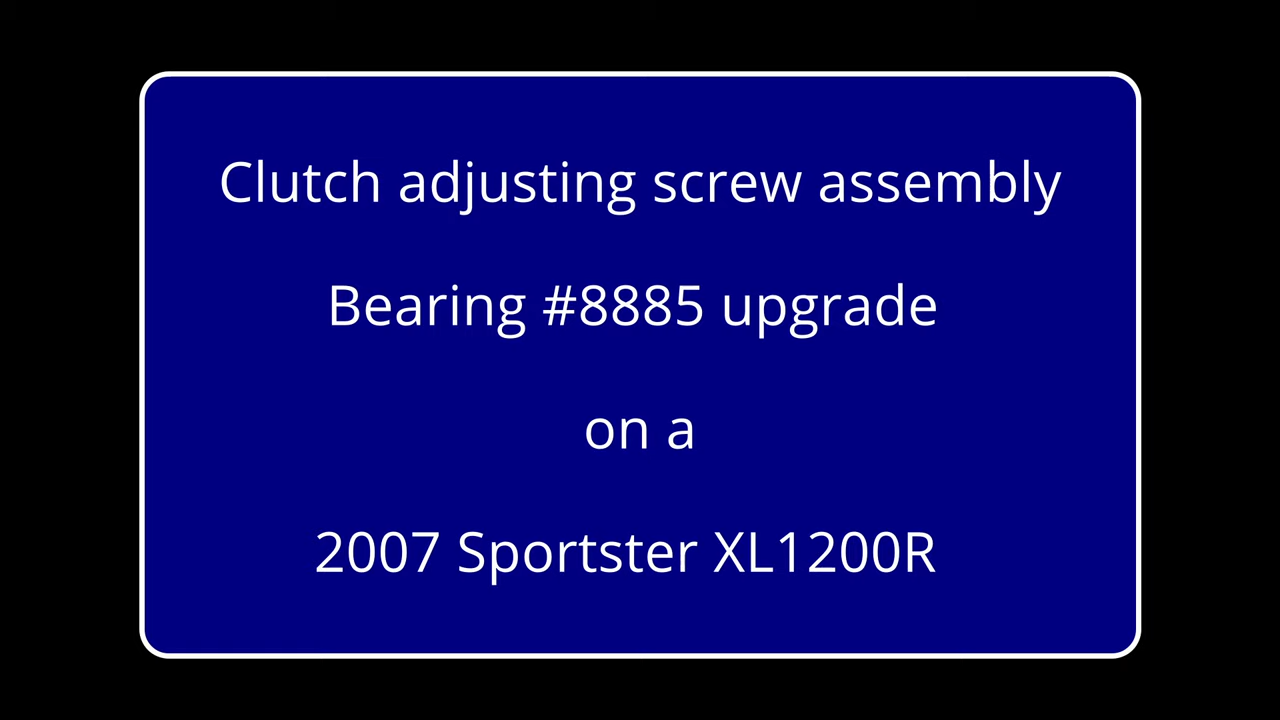 Clutch adjusting screw assembly
Bearing #8885 upgrade
on a
2007 Sportster XL1200R